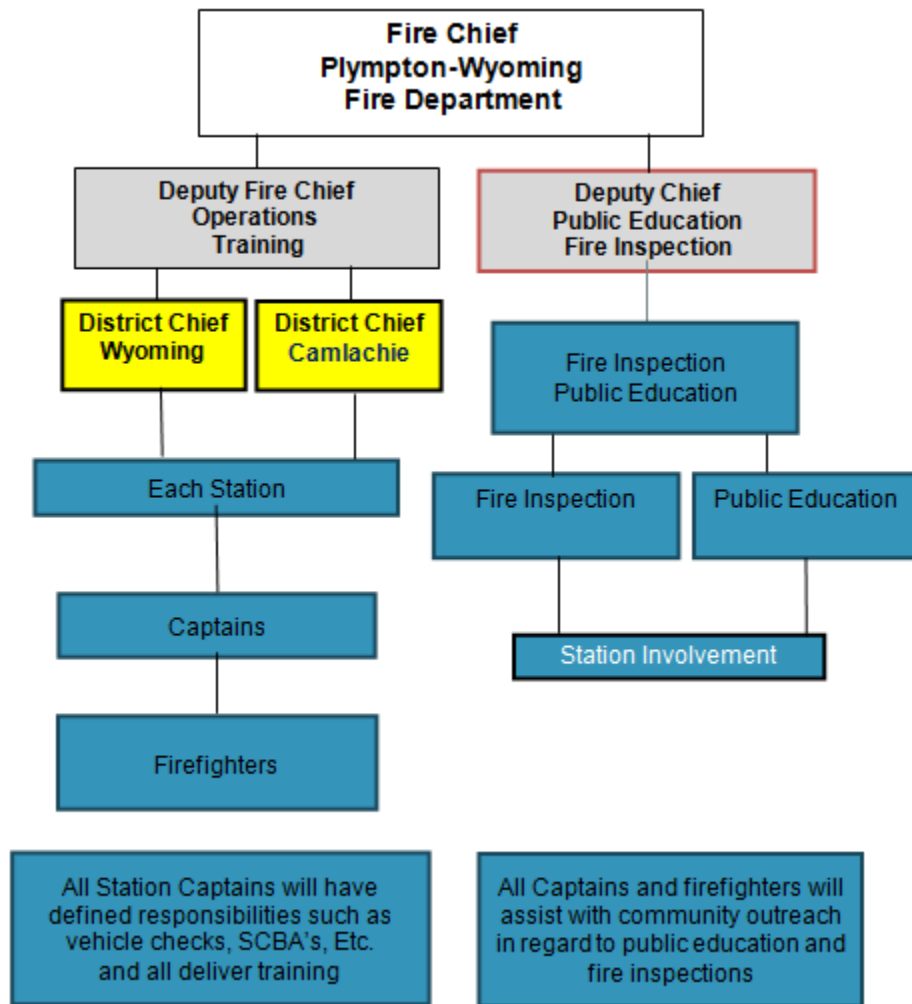 Fire Chief
Plympton-Wyoming
Fire Department
Deputy Fire Chief
Operations
Training
Deputy Chief
Public Education
Fire Inspection
District Chief
Wyoming
District Chief
Camlachie
Fire Inspection
Public Education
Each Station
Fire Inspection
Public Education
Captains
Station Involvement
Firefighters
All Station Captains will have
defined responsibilities such as
vehicle checks, SCBA's, Etc.
and all deliver training
All Captains and firefighters will
assist with community outreach
in regard to public education and
fire inspections